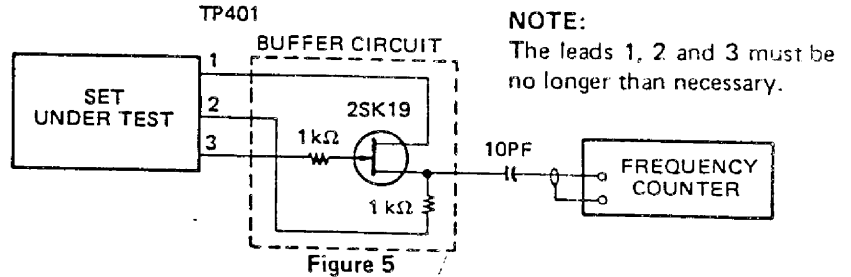 TP401
NOTE:
The leads 1, 2 and 3 must be
no longer than necessary.
BUFFER CIRCUIT
1
SET
UNDER TEST
2
2SK19
3
1kΩ
10PF
FREQUENCY
COUNTER
1kΩ
Figure 5